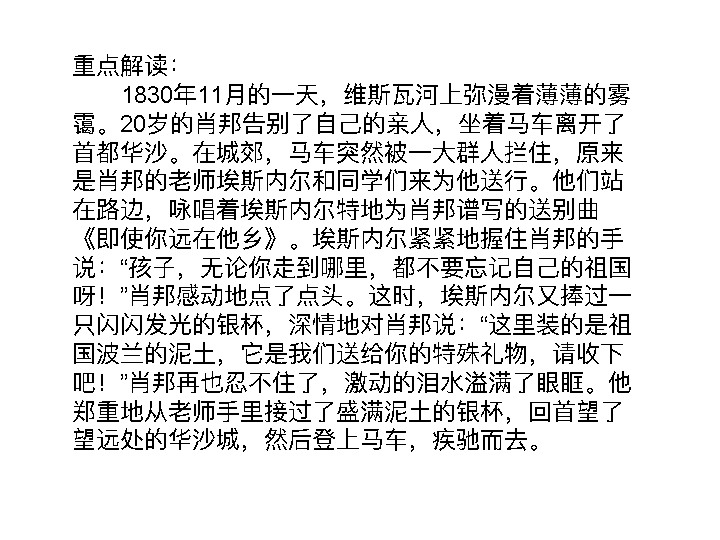 重点解读：
1830年11月的一天，维斯瓦河上弥漫着薄薄的雾
霭。20岁的肖邦告别了自己的亲人，坐着马车离开了
首都华沙。在城郊，马车突然被一大群人拦住，原来
是肖邦的老师埃斯内尔和同学们来为他送行。他们站
在路边，咏唱着埃斯内尔特地为肖邦谱写的送别曲
《即使你远在他乡》。埃斯内尔紧紧地握住肖邦的手
说：“孩子，无论你走到哪里，都不要忘记自己的祖国
呀！”肖邦感动地点了点头。这时，埃斯内尔又捧过一
只闪闪发光的银杯，深情地对肖邦说：“这里装的是祖
国波兰的泥土，它是我们送给你的特殊礼物，请收下
吧！”肖邦再也忍不住了，激动的泪水溢满了眼眶。他
郑重地从老师手里接过了盛满泥土的银杯，回首望了
望远处的华沙城，然后登上马车，疾驰而去。